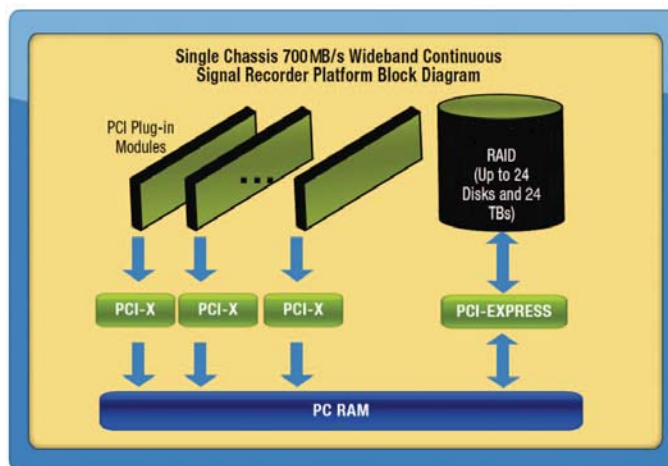 Single Chassis 700MB/s Wideband Continuous
Signal Recorder Platform Block Diagram
PCI Plug-in
Modules
RAID
(Up to 24
Disks and 24
TBs)
PCI-X
PCI-X
PCI-X
PCI-EXPRESS
PC RAM